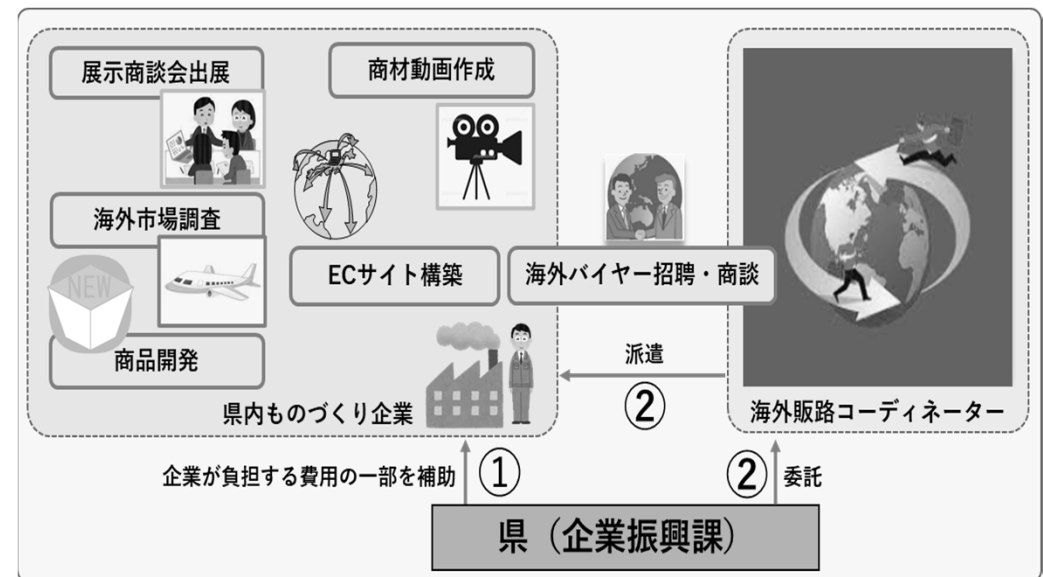 展示商談会出展
商材動画作成
海外市場調査
NEW
ECサイト構築
海外バイヤー招聘・商談
商品開発
県内ものづくり企業
派遣
②
海外販路コーディネーター
企業が負担する費用の一部を補助
①
②
委託
県（企業振興課）